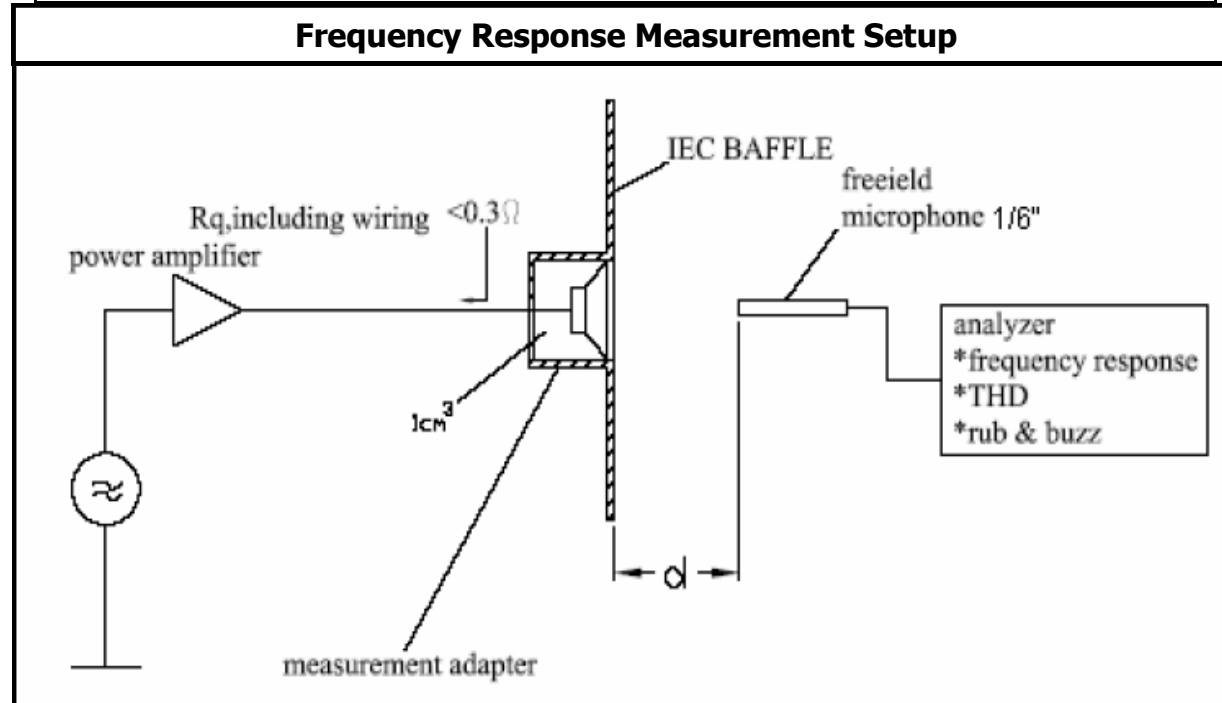 Frequency Response Measurement Setup
IEC BAFFLE
freeield
microphone 1/6"
Rq,including wiring <0.3Ω
power amplifier
analyzer
*frequency response
*THD
*rub & buzz
1cm³
d
measurement adapter